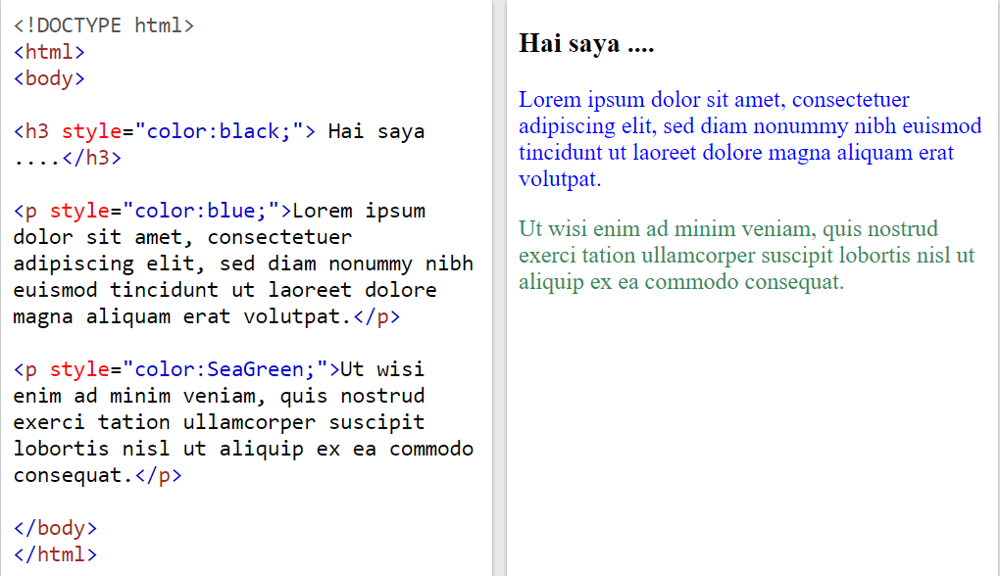 <!DOCTYPE html>
<html>
<body>
<h3 style="color:black;"> Hai saya
....</h3>
<p style="color:blue;">Lorem ipsum
dolor sit amet, consectetuer
adipiscing elit, sed diam nonummy nibh
euismod tincidunt ut laoreet dolore
magna aliquam erat volutpat.</p>
<p style="color:SeaGreen;">Ut wisi
enim ad minim veniam, quis nostrud
exerci tation ullamcorper suscipit
lobortis nisl ut aliquip ex ea commodo
consequat.</p>
</body>
</html>
Hai saya ....
Lorem ipsum dolor sit amet, consectetuer
adipiscing elit, sed diam nonummy nibh euismod
tincidunt ut laoreet dolore magna aliquam erat
volutpat.
Ut wisi enim ad minim veniam, quis nostrud
exerci tation ullamcorper suscipit lobortis nisl ut
aliquip ex ea commodo consequat.